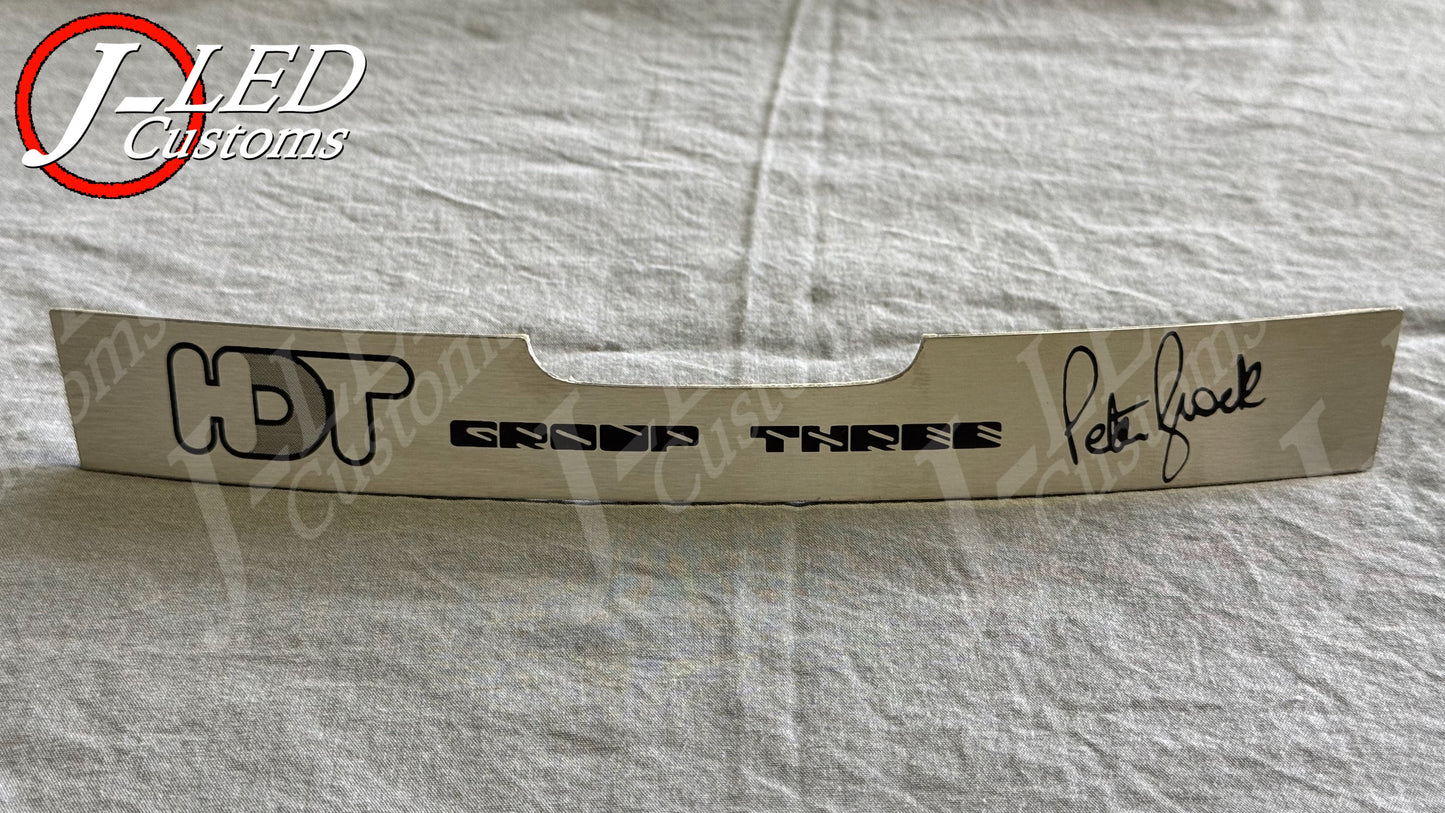 J-LED
Customs
HDT GROUP THREE Peter Brock